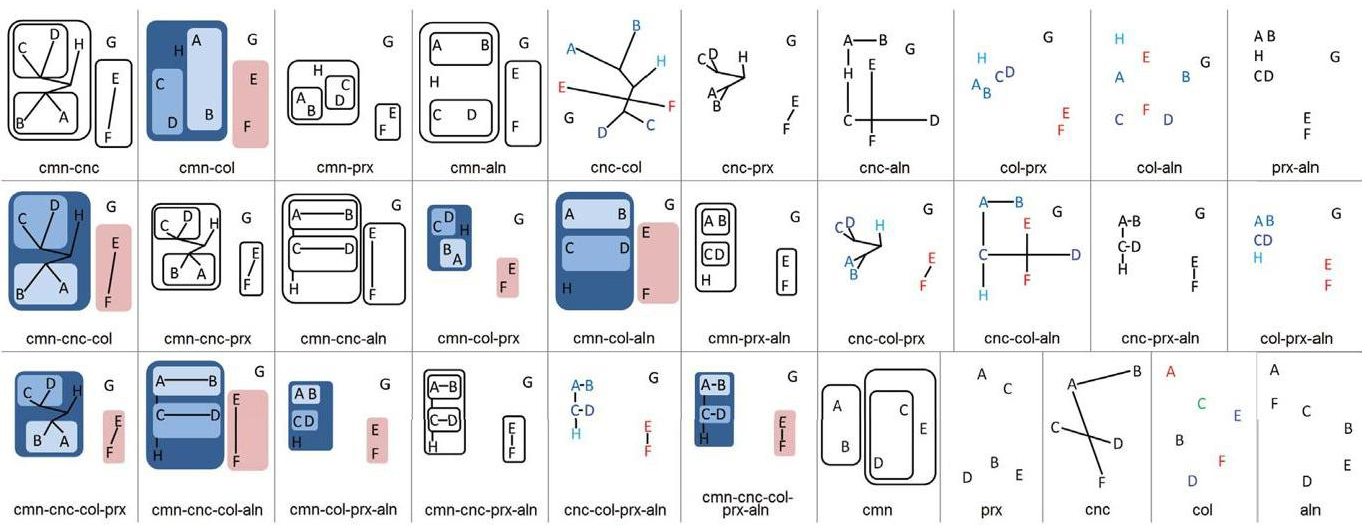 D
C H G
E
B A
F
cmn-cnc
A G
H
C E
B
D F
cmn-col
G
H
C
A D E
B F
cmn-prx
A B G
E
H
C D
F
cmn-aln
B
A
H
E
F
G
D C
cnc-col
G
D H
C
A E
B
F
cnc-prx
A B
G
H E
C D
F
cnc-aln
G
H
C D
A B
E
F
col-prx
H
E
G
A B
F
C D
col-aln
A B
H G
C D
E
F
prx-aln
D G
C H
E
B A
F
cmn-cnc-col
G
D
C H
E
B A
F
cmn-cnc-prx
G
A B
E
C D
H
F
cmn-cnc-aln
C D G
H
B
A E
F
cmn-col-prx
G
A B
E
C D
H F
cmn-col-aln
G
A B
C D
E
H F
cmn-prx-aln
G
C D H
A E
B
F
cnc-col-prx
A B
G
E
C D
F
H
cnc-col-aln
G
A B
C D
E
H
F
cnc-prx-aln
G
A B
C D
H
E
F
col-prx-aln
D G
C H
E
B A
F
cmn-cnc-col-prx
G
A B
E
C D
H
F
cmn-cnc-col-aln
G
A B
C D
E
H
F
cmn-col-prx-aln
G
A B
C D
E
H
F
cmn-cnc-prx-aln
G
A B
C D
E
H
F
cnc-col-prx-aln
G
A B
C D
E
H
F
cmn-cnc-col-
prx-aln
A C
E
B
D
cmn
A
C
B
D E
prx
B
A
C
D
F
cnc
A
C
E
B
F
D
col
A
F
C
B
E
D
aln